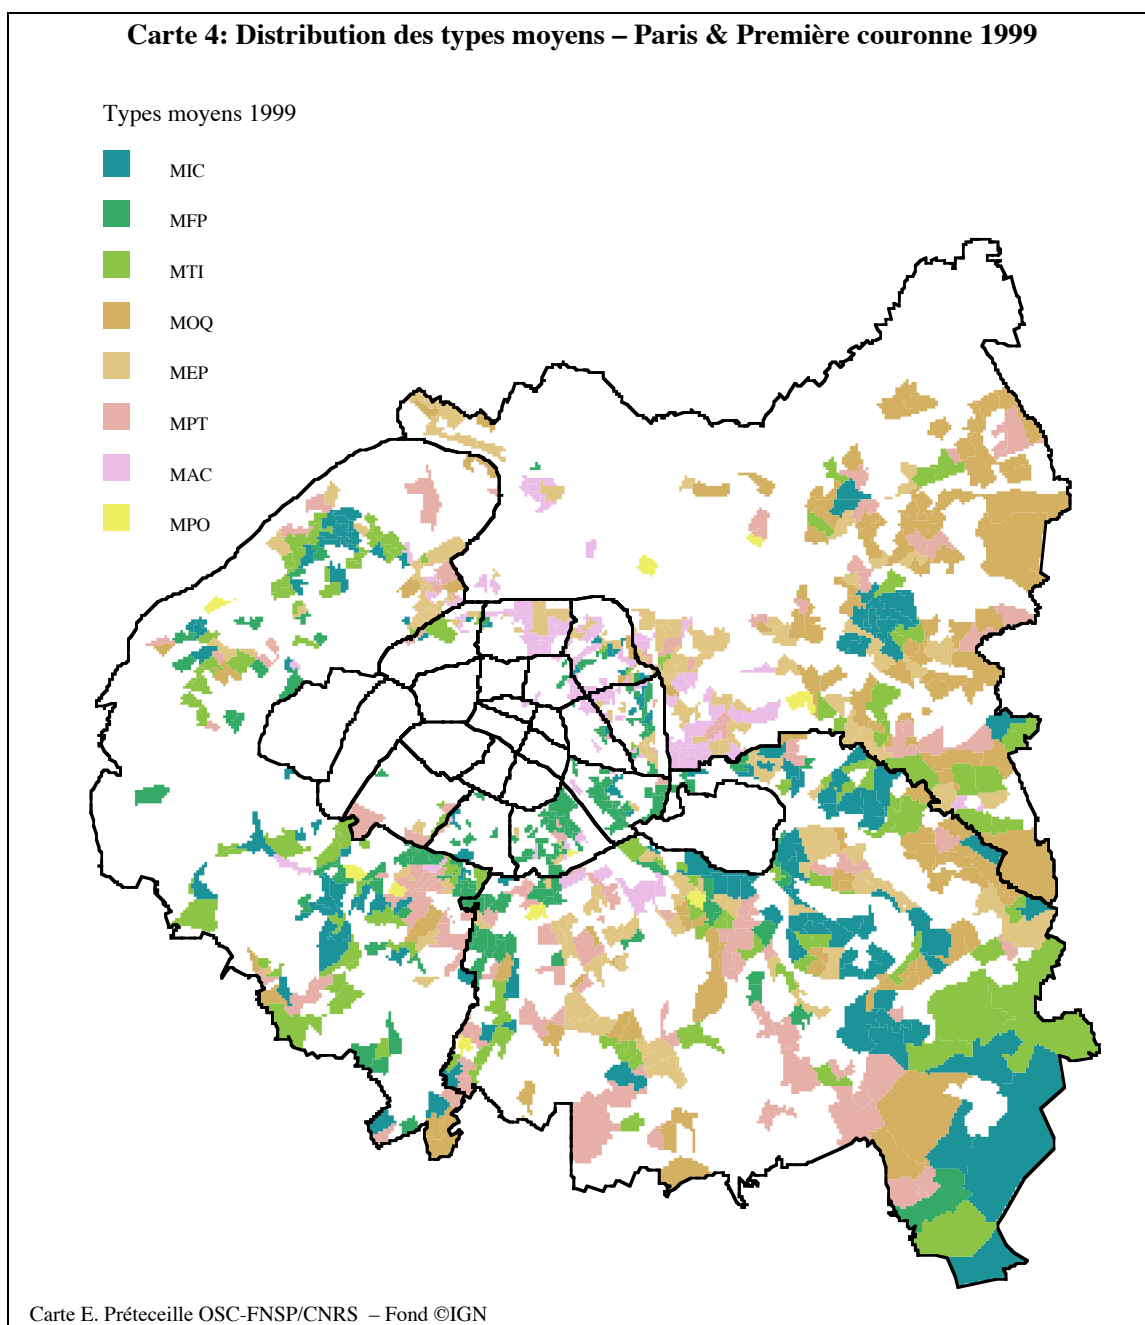 Carte 4: Distribution des types moyens – Paris & Première couronne 1999
Types moyens 1999
MIC
MFP
MTI
MOQ
MEP
MPT
MAC
MPO
Carte E. Préteceille OSC-FNSP/CNRS – Fond ©IGN